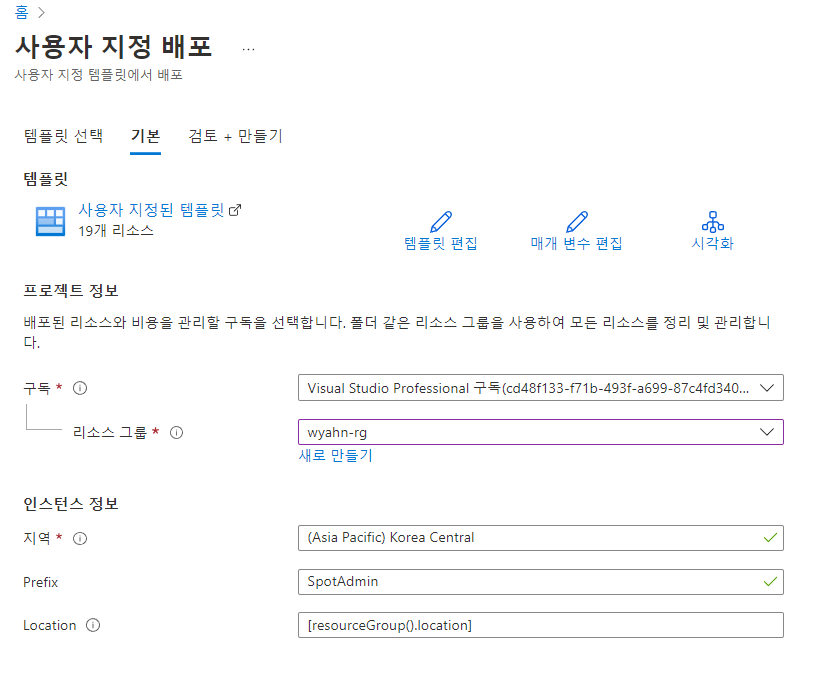 홈 >
사용자 지정 배포 ...
사용자 지정 템플릿에서 배포
템플릿 선택 기본 검토 + 만들기
템플릿
사용자 지정된 템플릿
19개 리소스
템플릿 편집 매개 변수 편집 시각화
프로젝트 정보
배포된 리소스와 비용을 관리할 구독을 선택합니다. 폴더 같은 리소스 그룹을 사용하여 모든 리소스를 정리 및 관리합니
다.
구독 * Visual Studio Professional 구독(cd48f133-f71b-493f-a699-87c4fd340...
리소스 그룹 * wyahn-rg
새로 만들기
인스턴스 정보
지역 * (Asia Pacific) Korea Central
Prefix SpotAdmin
Location [resourceGroup().location]